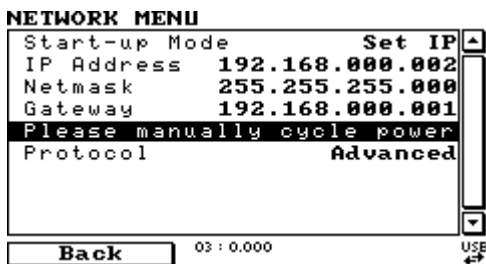 NETWORK MENU
Start-up Mode Set IP
IP Address 192.168.000.002
Netmask 255.255.255.000
Gateway 192.168.000.001
Please manually cycle power
Protocol Advanced
Back 03 : 0.000 USB